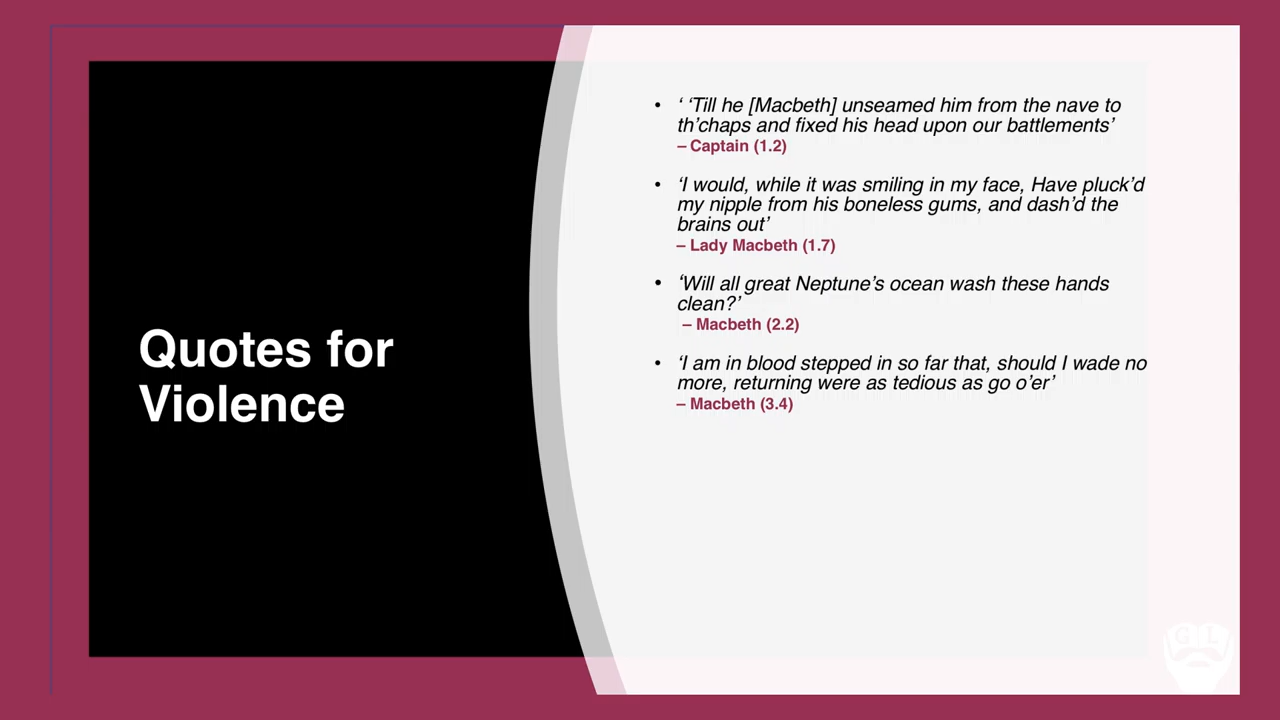 Quotes for
Violence
• ‘ ‘Till he [Macbeth] unseamed him from the nave to
th’chaps and fixed his head upon our battlements’
– Captain (1.2)
• ‘I would, while it was smiling in my face, Have pluck’d
my nipple from his boneless gums, and dash’d the
brains out’
– Lady Macbeth (1.7)
• ‘Will all great Neptune’s ocean wash these hands
clean?’
– Macbeth (2.2)
• ‘I am in blood stepped in so far that, should I wade no
more, returning were as tedious as go o’er’
– Macbeth (3.4)
G L